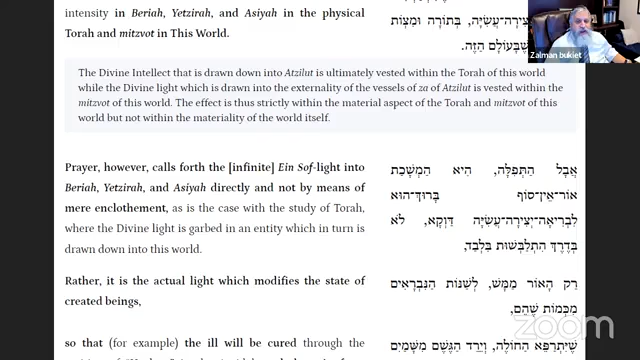 intensity in Beriah, Yetzirah, and Asiyah in the physical
Torah and mitzvot in This World.
יְצִירָה־עֲשִׂיָּה, בְּתוֹרָה וּמִצְוֹת
שֶׁבָּעוֹלָם הַזֶּה.
The Divine Intellect that is drawn down into Atzilut is ultimately vested within the Torah of this world
while the Divine light which is drawn into the externality of the vessels of za of Atzilut is vested within the
mitzvot of this world. The effect is thus strictly within the material aspect of the Torah and mitzvot of this
world but not within the materiality of the world itself.
Prayer, however, calls forth the [infinite] Ein Sof-light into
Beriah, Yetzirah, and Asiyah directly and not by means of
mere enclothement, as is the case with the study of Torah,
where the Divine light is garbed in an entity which in turn is
drawn down into this world.
אֲבָל הַתְּפִלָּה, הִיא הַמְשָׁכַת
אוֹר־אֵין־סוֹף בָּרוּךְ־הוּא
לִבְרִיאָה־יְצִירָה־עֲשִׂיָּה דַּוְקָא, לֹא
בְּדֶרֶךְ הִתְלַבְּשׁוּת בִּלְבַד,
Rather, it is the actual light which modifies the state of
created beings,
רַק הָאוֹר מַמָּשׁ, לְשַׁנּוֹת הַנִּבְרָאִים
מִכְּמוֹת שֶׁהֵם,
so that (for example) the ill will be cured through the
שֶׁיִּתְרַפֵּא הַחוֹלֶה, וְיֵרֵד הַגֶּשֶׁם מִשָּׁמַיִם
Zalman bukiet
zoom